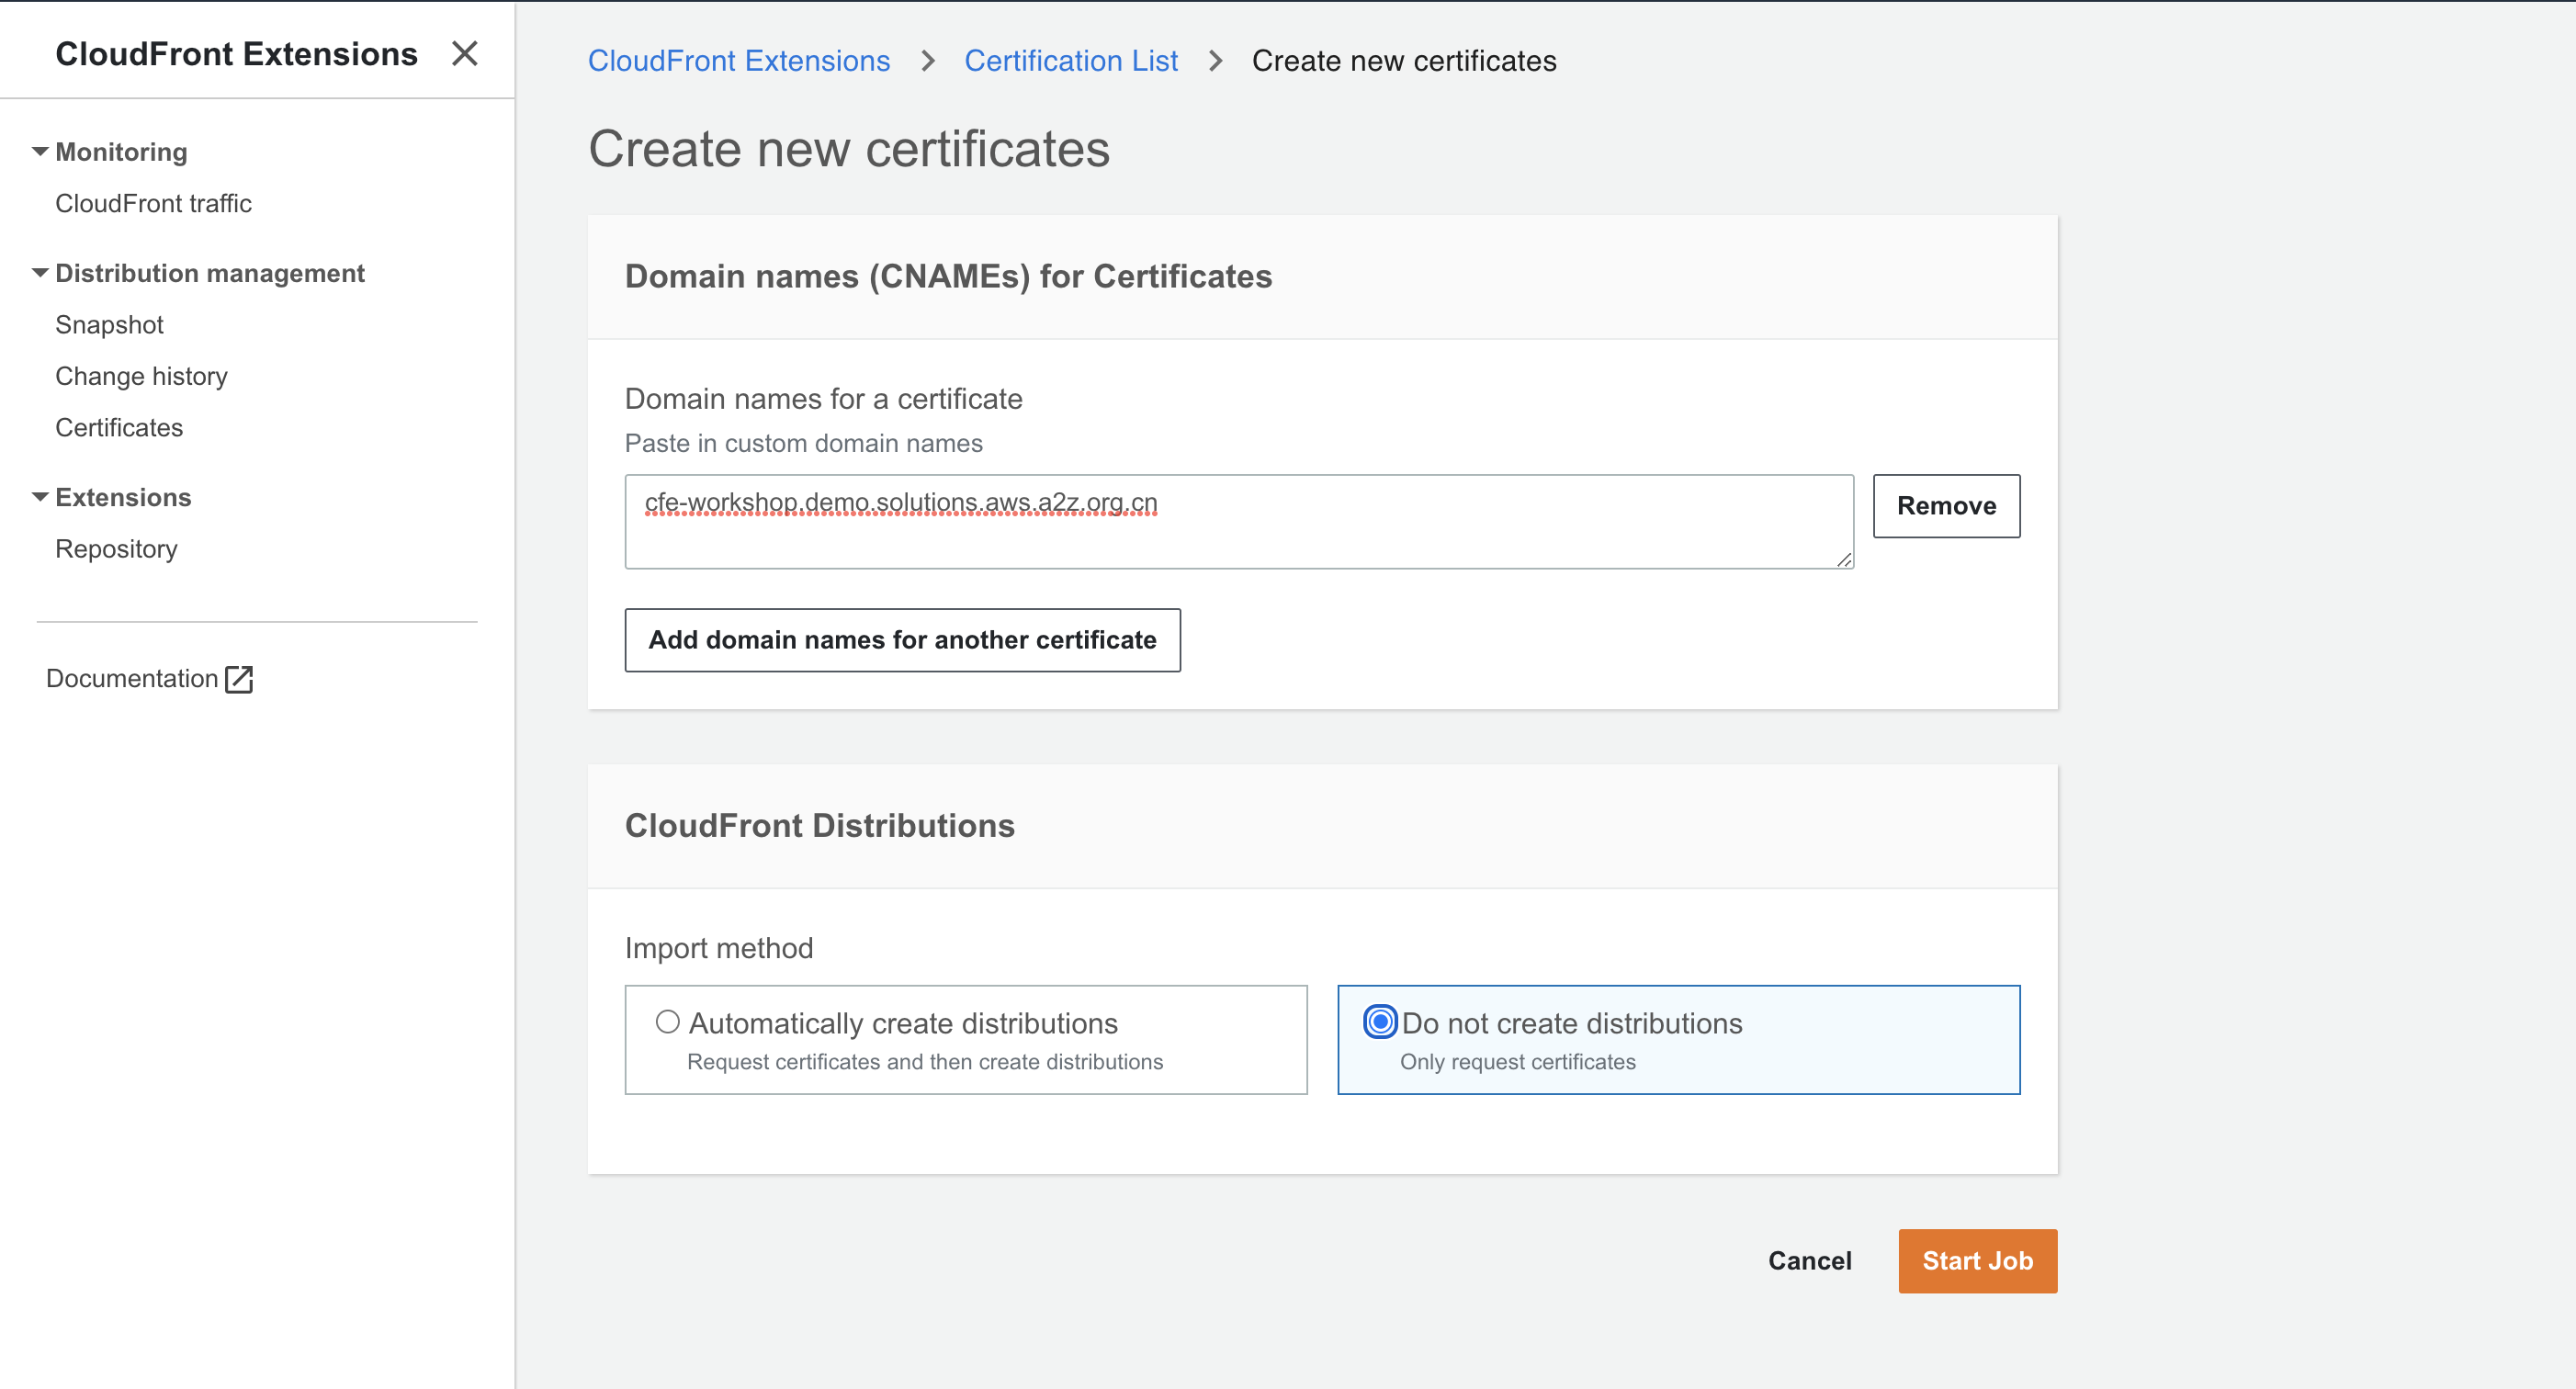 CloudFront Extensions
Monitoring
CloudFront traffic
Distribution management
Snapshot
Change history
Certificates
Extensions
Repository
Documentation
CloudFront Extensions > Certification List > Create new certificates
Create new certificates
Domain names (CNAMEs) for Certificates
Domain names for a certificate
Paste in custom domain names
cfe-workshop.demo.solutions.aws.a2z.org.cn
Remove
Add domain names for another certificate
CloudFront Distributions
Import method
Automatically create distributions
Request certificates and then create distributions
Do not create distributions
Only request certificates
Cancel
Start Job